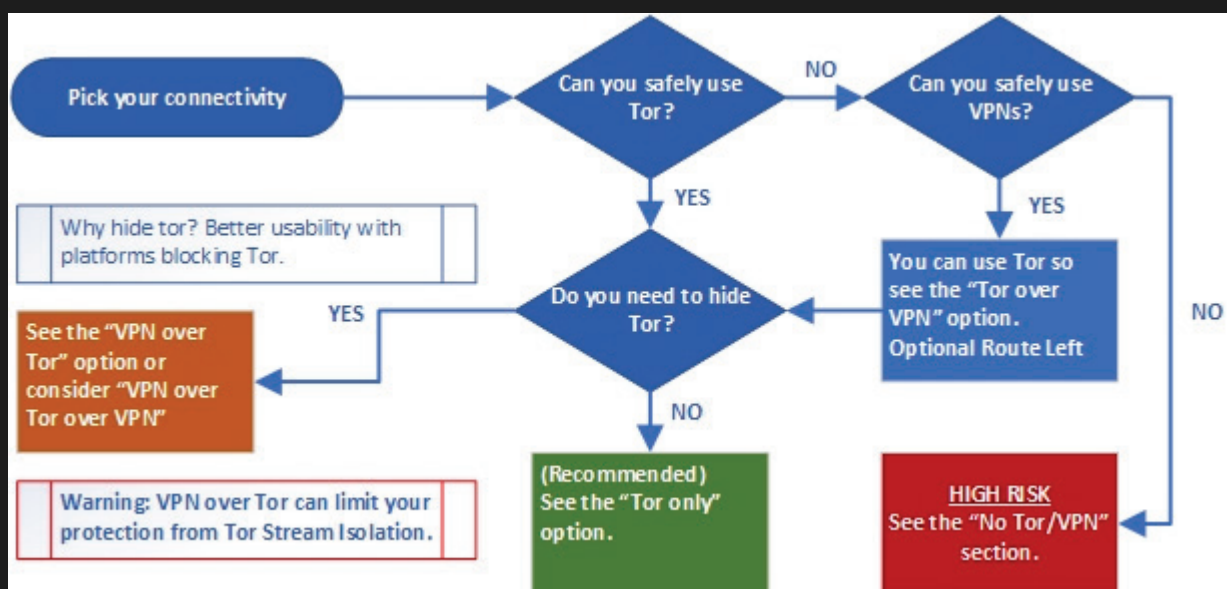 Pick your connectivity
Can you safely use
Tor?
NO
Can you safely use
VPNs?
YES
YES
Why hide tor? Better usability with
platforms blocking Tor.
You can use Tor so
see the “Tor over
VPN” option.
Optional Route Left
Do you need to hide
Tor?
YES
NO
See the “VPN over
Tor” option or
consider “VPN over
Tor over VPN”
NO
(Recommended)
See the “Tor only”
option.
Warning: VPN over Tor can limit your
protection from Tor Stream Isolation.
HIGH RISK
See the “No Tor/VPN”
section.